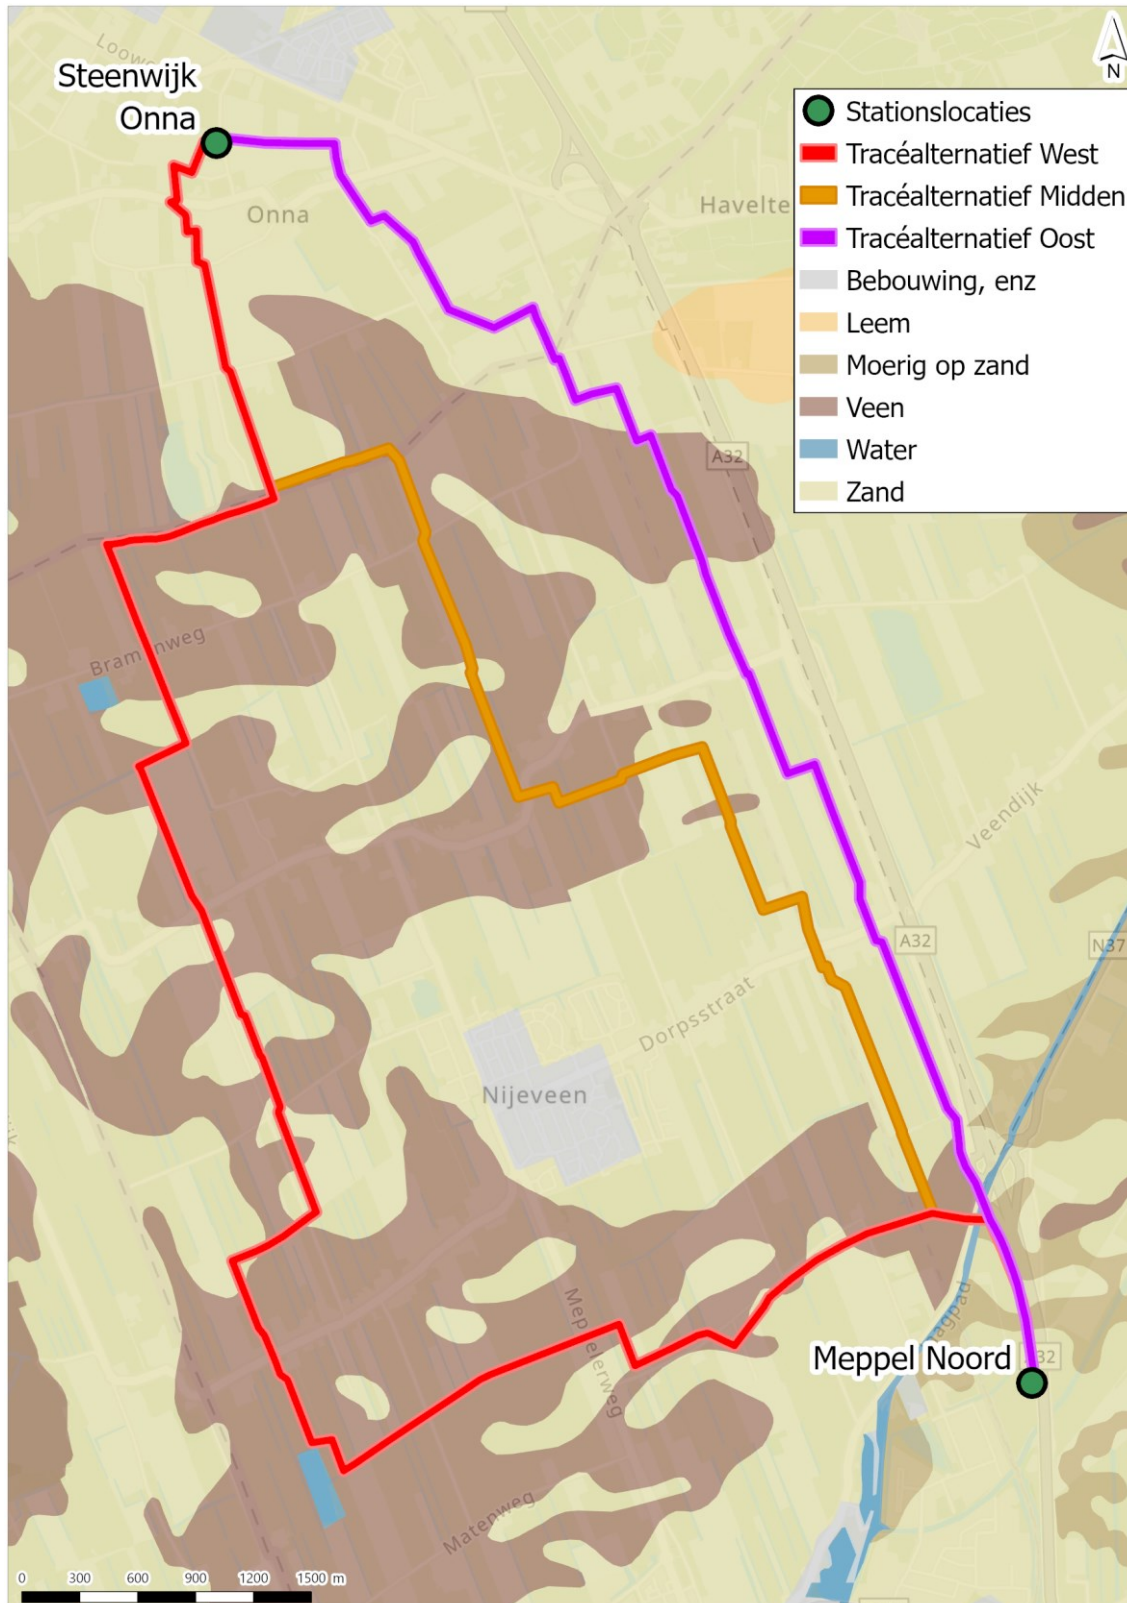 Loowe
Steenwijk
Onna
N
Stationslocaties
Tracéalternatief West
Tracéalternatief Midden
Tracéalternatief Oost
Bebouwing, enz
Leem
Moerig op zand
Veen
Water
Zand
Onna
Havelte
A32
Veendijk
A32
N37
Dorpsstraat
Nijeveen
Meppel Noord
Matenweg
0 300 600 900 1200 1500 m